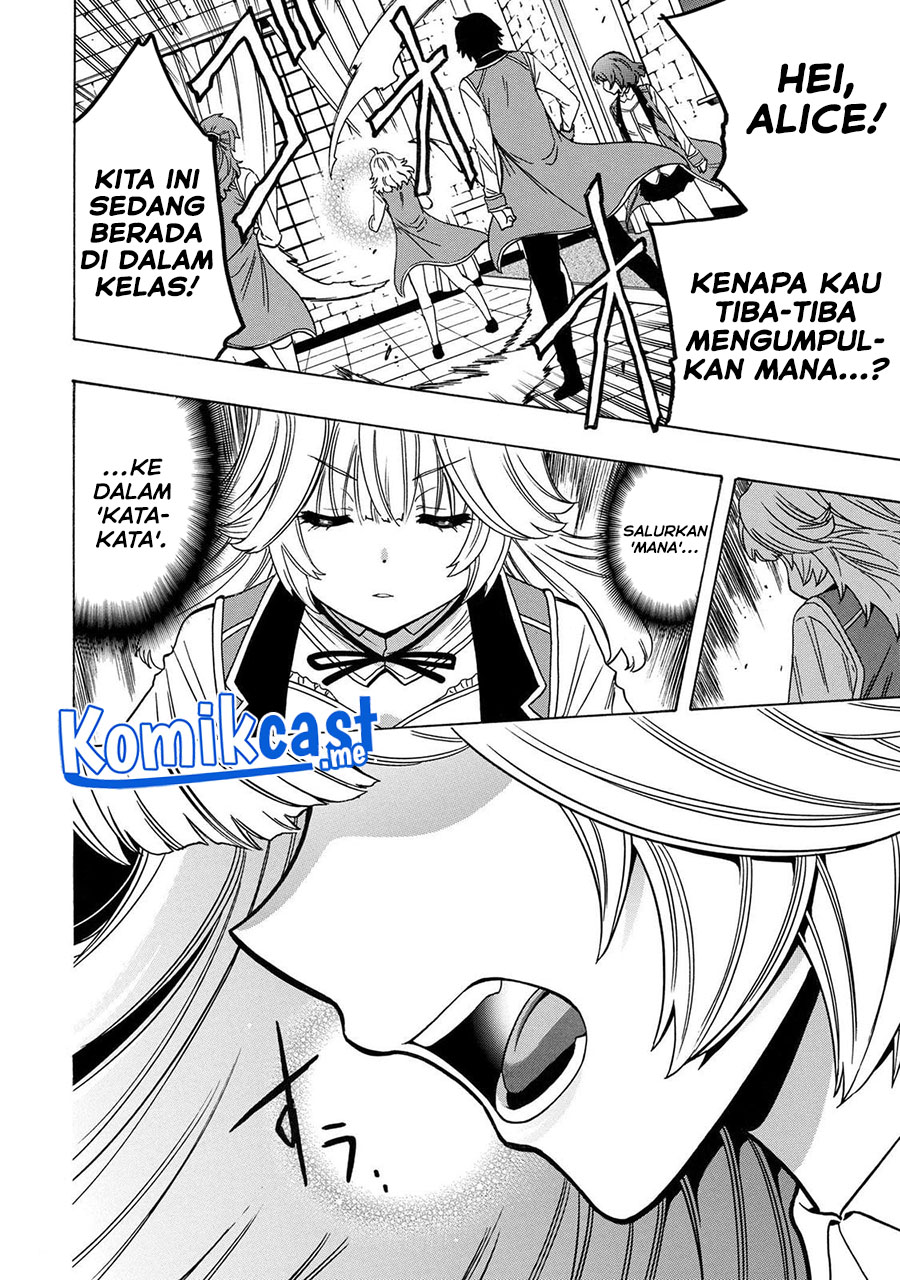 HEI,
ALICE!
KENAPA KAU
TIBA-TIBA
MENGUMPUL-
KAN MANA...?
KITA INI
SEDANG
BERADA
DI DALAM
KELAS!
SALURKAN
'MANA'...
...KE
DALAM
'KATA-
KATA'.
Komikcast
.me